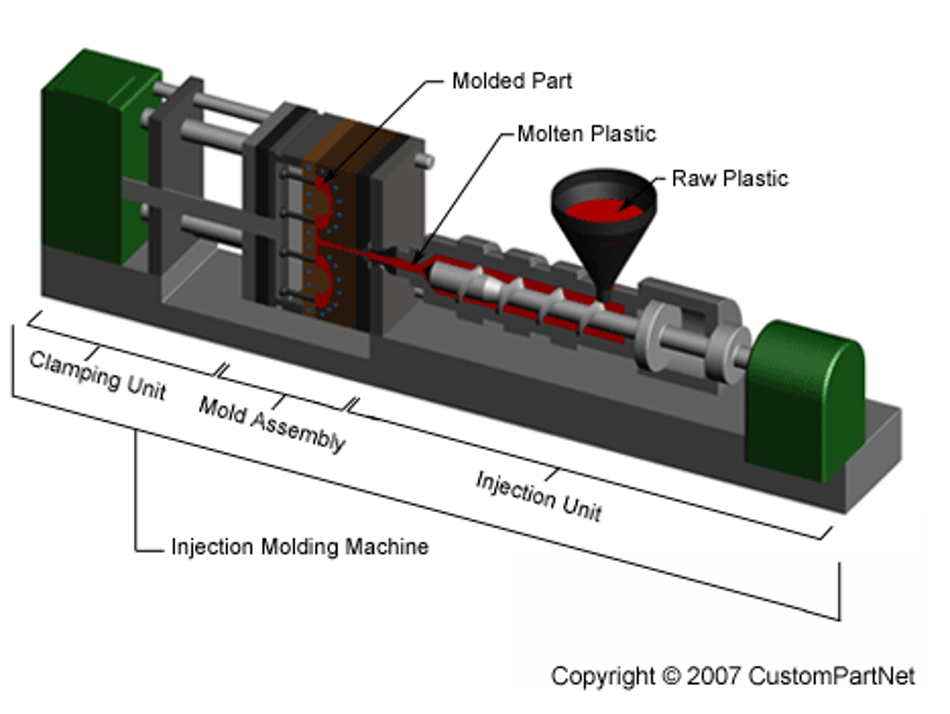 Molded Part
Molten Plastic
Raw Plastic
Clamping Unit
Mold Assembly
Injection Unit
Injection Molding Machine
Copyright © 2007 CustomPartNet